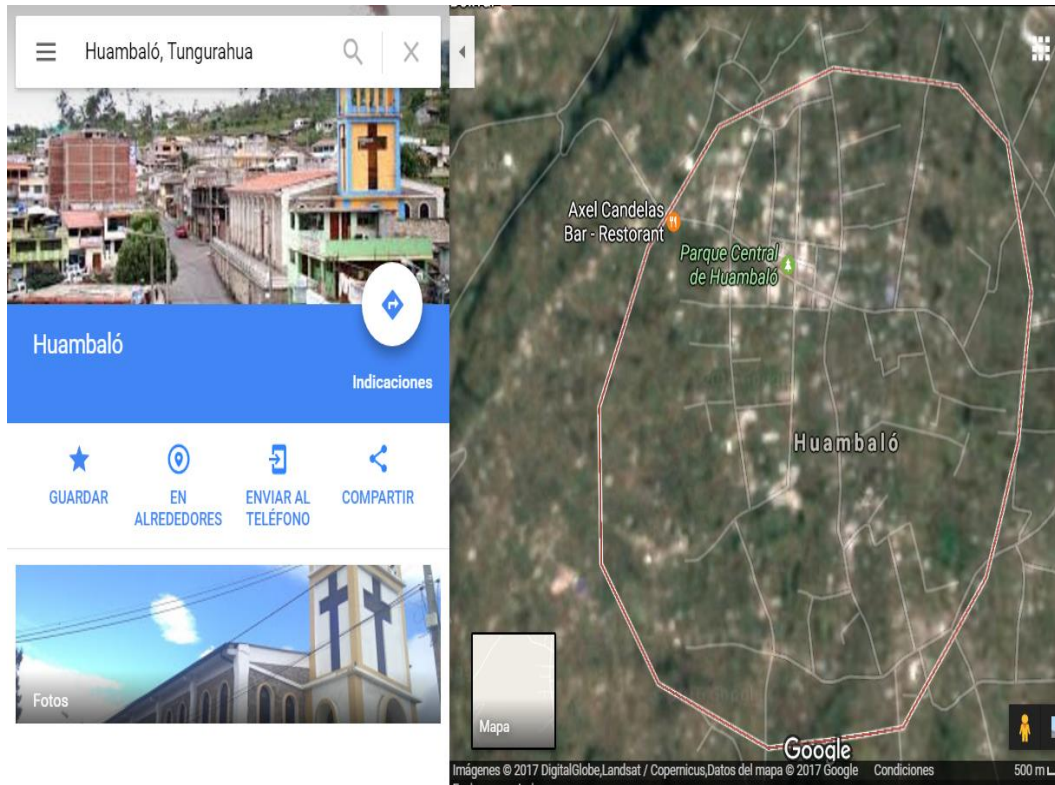 Huambaló, Tungurahua
Huambaló
Indicaciones
GUARDAR
EN
ALREDEDORES
ENVIAR AL
TELÉFONO
COMPARTIR
Fotos
Axel Candelas
Bar - Restorant
Parque Central
de Huambaló
Huambaló
Mapa
Google
Imágenes © 2017 DigitalGlobe,Landsat / Copernicus,Datos del mapa © 2017 Google Condiciones 500 m